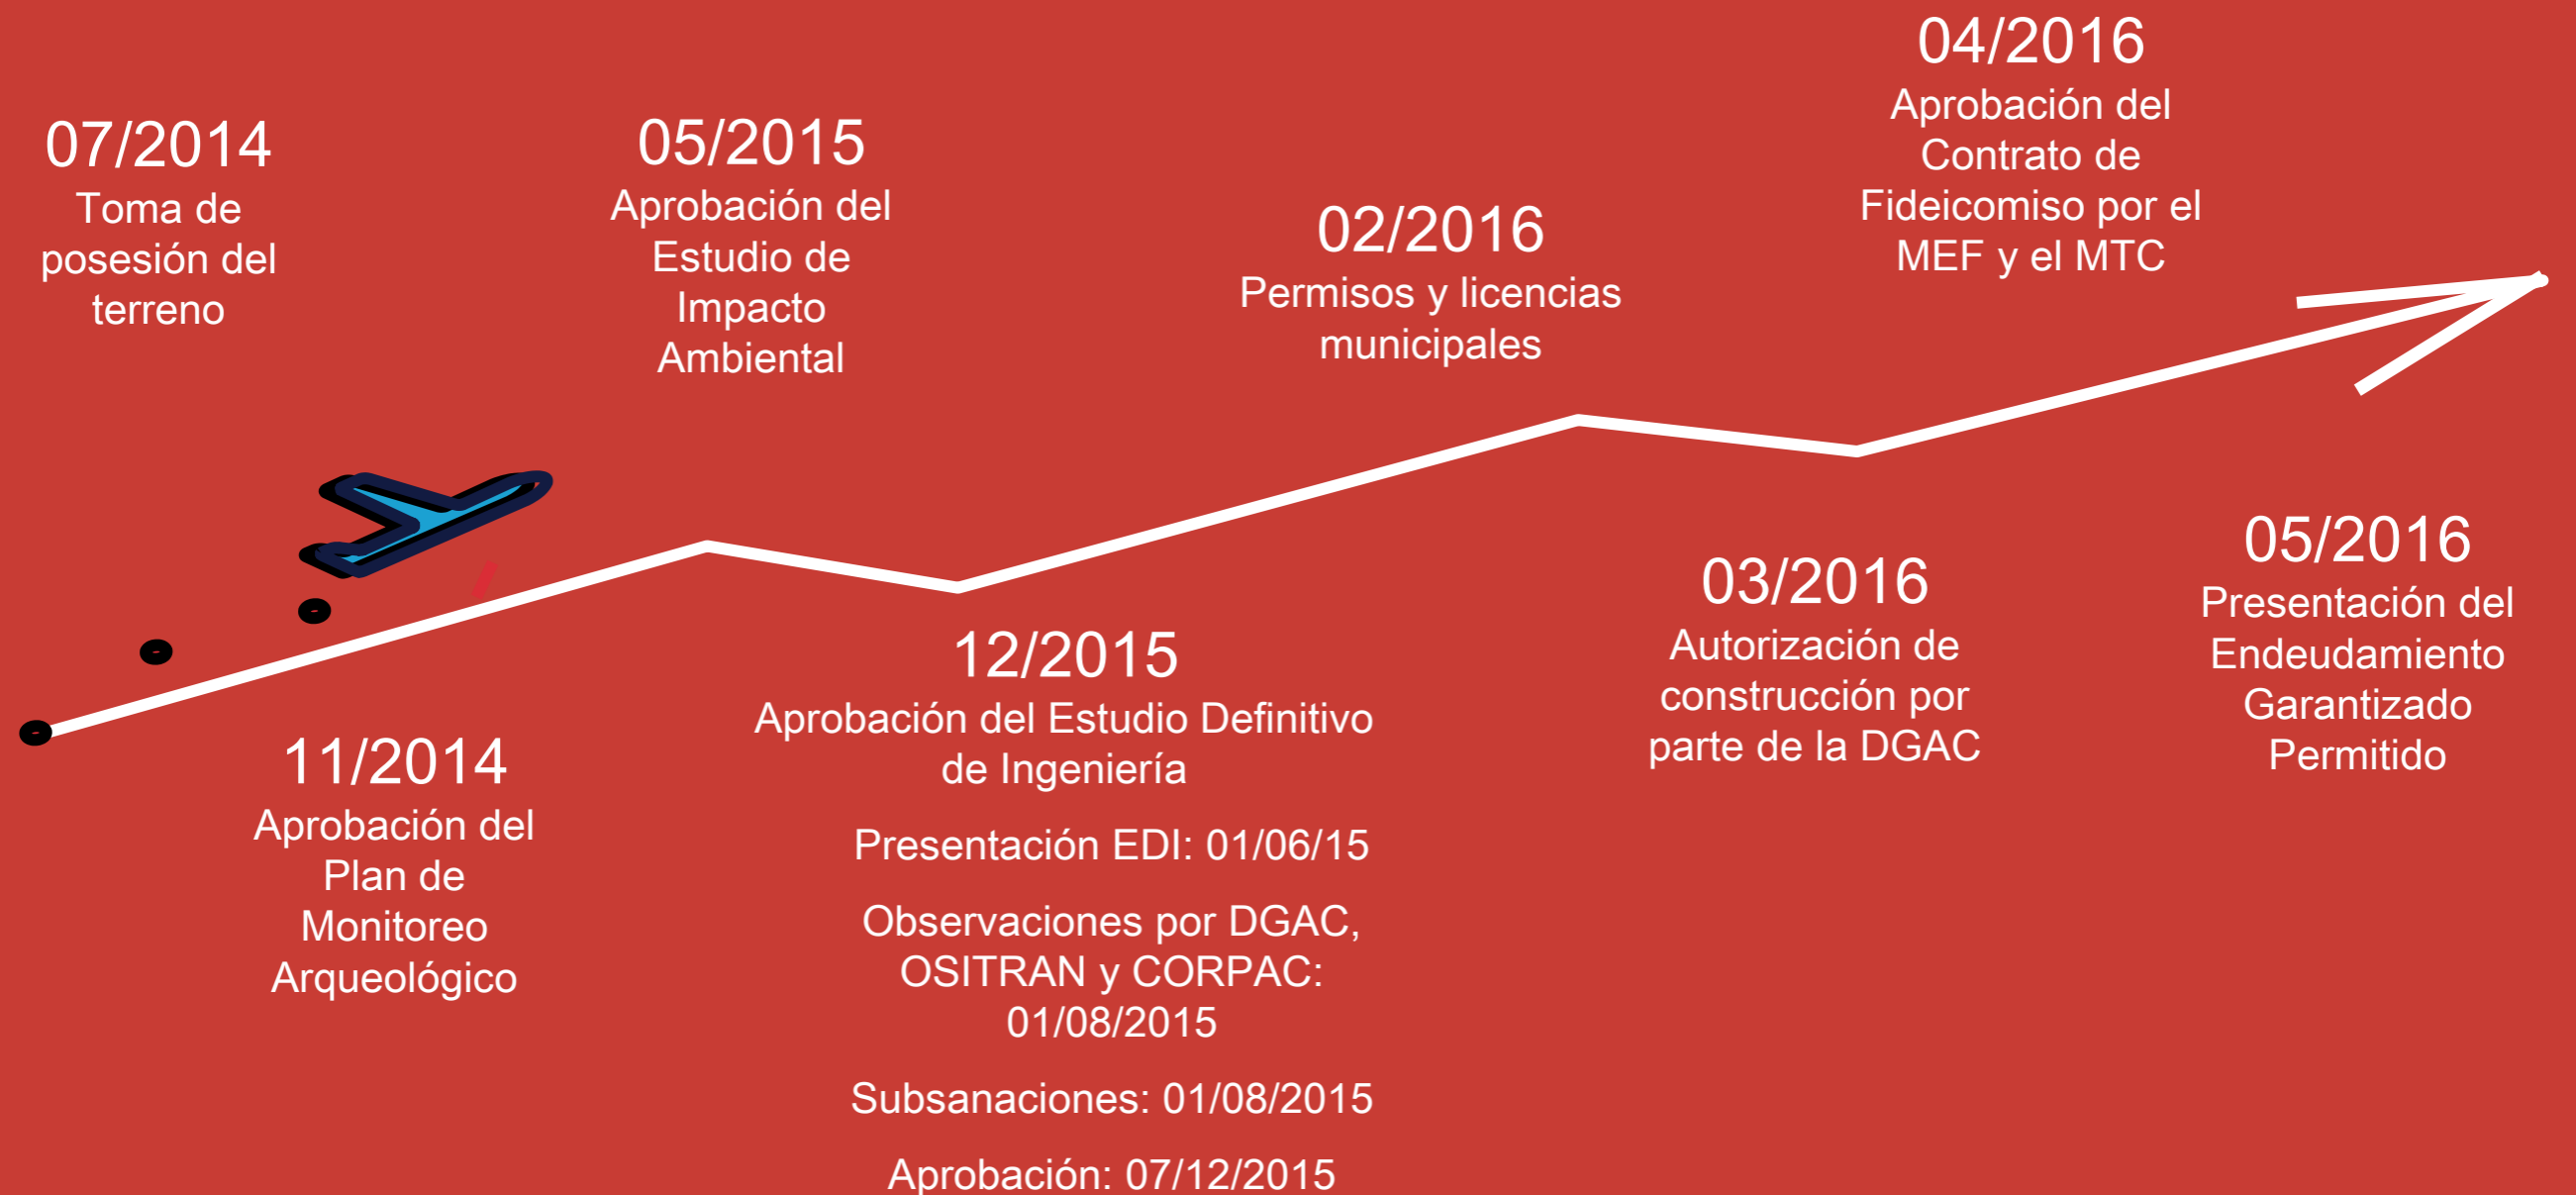 07/2014
Toma de
posesión del
terreno
11/2014
Aprobación del
Plan de
Monitoreo
Arqueológico
05/2015
Aprobación del
Estudio de
Impacto
Ambiental
12/2015
Aprobación del Estudio Definitivo
de Ingeniería
Presentación EDI: 01/06/15
Observaciones por DGAC,
OSITRAN y CORPAC:
01/08/2015
Subsanaciones: 01/08/2015
Aprobación: 07/12/2015
02/2016
Permisos y licencias
municipales
03/2016
Autorización de
construcción por
parte de la DGAC
04/2016
Aprobación del
Contrato de
Fideicomiso por el
MEF y el MTC
05/2016
Presentación del
Endeudamiento
Garantizado
Permitido